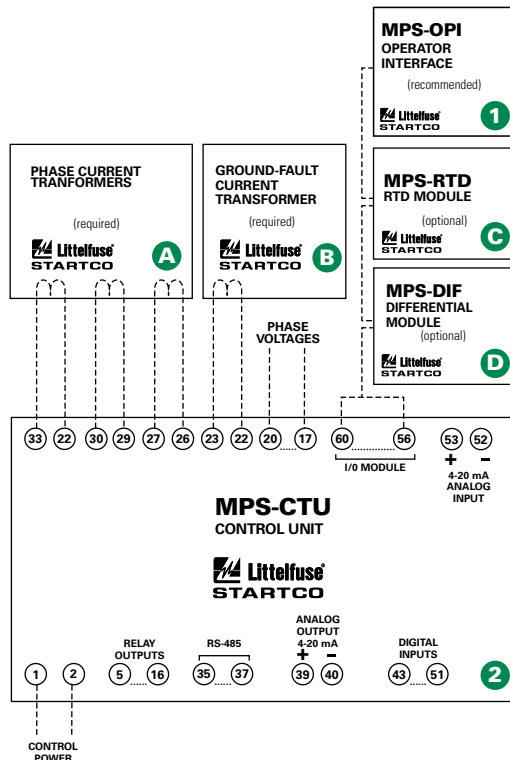 MPS-OPI
OPERATOR
INTERFACE
(recommended)
Littelfuse
STARTCO
1
PHASE CURRENT
TRANFORMERS
(required)
Littelfuse
STARTCO
A
GROUND-FAULT
CURRENT
TRANSFORMER
(required)
Littelfuse
STARTCO
B
MPS-RTD
RTD MODULE
(optional)
Littelfuse
STARTCO
C
MPS-DIF
DIFFERENTIAL
MODULE
(optional)
Littelfuse
STARTCO
D
PHASE
VOLTAGES
33 22 30 29 27 26 23 22 20 ...... 17 60 ............ 56 53 52
+ –
I/0 MODULE
4-20 mA
ANALOG
INPUT
MPS-CTU
CONTROL UNIT
Littelfuse
STARTCO
RELAY
OUTPUTS
RS-485
ANALOG
OUTPUT
4-20 mA
+ –
DIGITAL
INPUTS
1 2 5 ...... 16 35 ...... 37 39 40 43 ...... 51
2
CONTROL
POWER